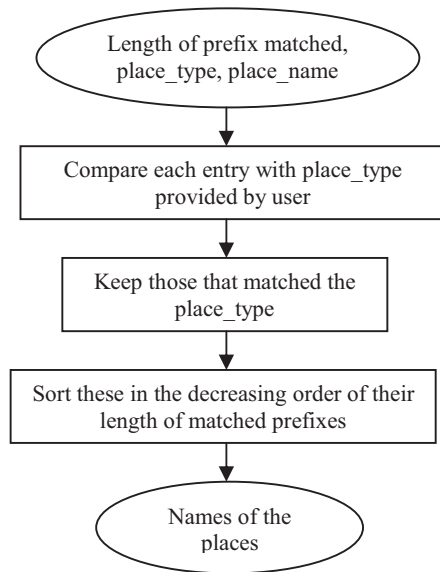 Length of prefix matched,
place_type, place_name
Compare each entry with place_type
provided by user
Keep those that matched the
place_type
Sort these in the decreasing order of their
length of matched prefixes
Names of the
places